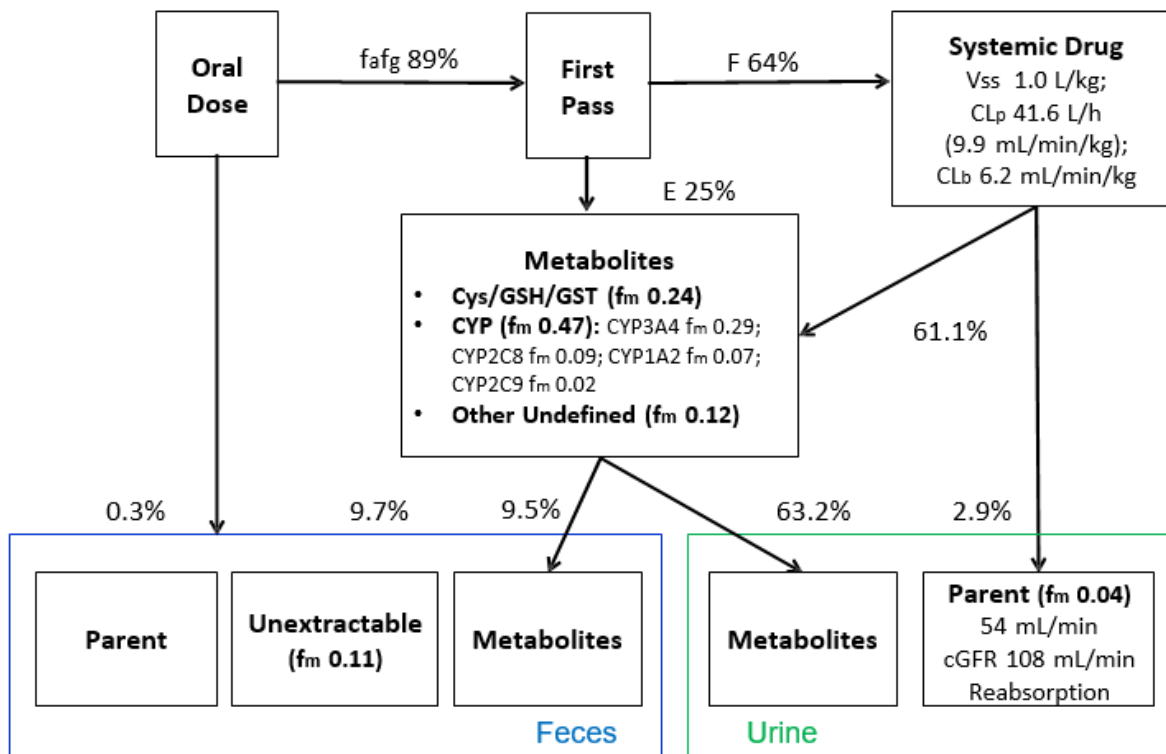 Oral
Dose
fafg 89%
First
Pass
F 64%
Systemic Drug
Vss 1.0 L/kg;
CLp 41.6 L/h
(9.9 mL/min/kg);
CLb 6.2 mL/min/kg
E 25%
Metabolites
• Cys/GSH/GST (fm 0.24)
• CYP (fm 0.47): CYP3A4 fm 0.29;
CYP2C8 fm 0.09; CYP1A2 fm 0.07;
CYP2C9 fm 0.02
• Other Undefined (fm 0.12)
61.1%
0.3%
9.7%
9.5%
63.2%
2.9%
Parent
Unextractable
(fm 0.11)
Metabolites
Feces
Metabolites
Parent (fm 0.04)
54 mL/min
cGFR 108 mL/min
Reabsorption
Urine